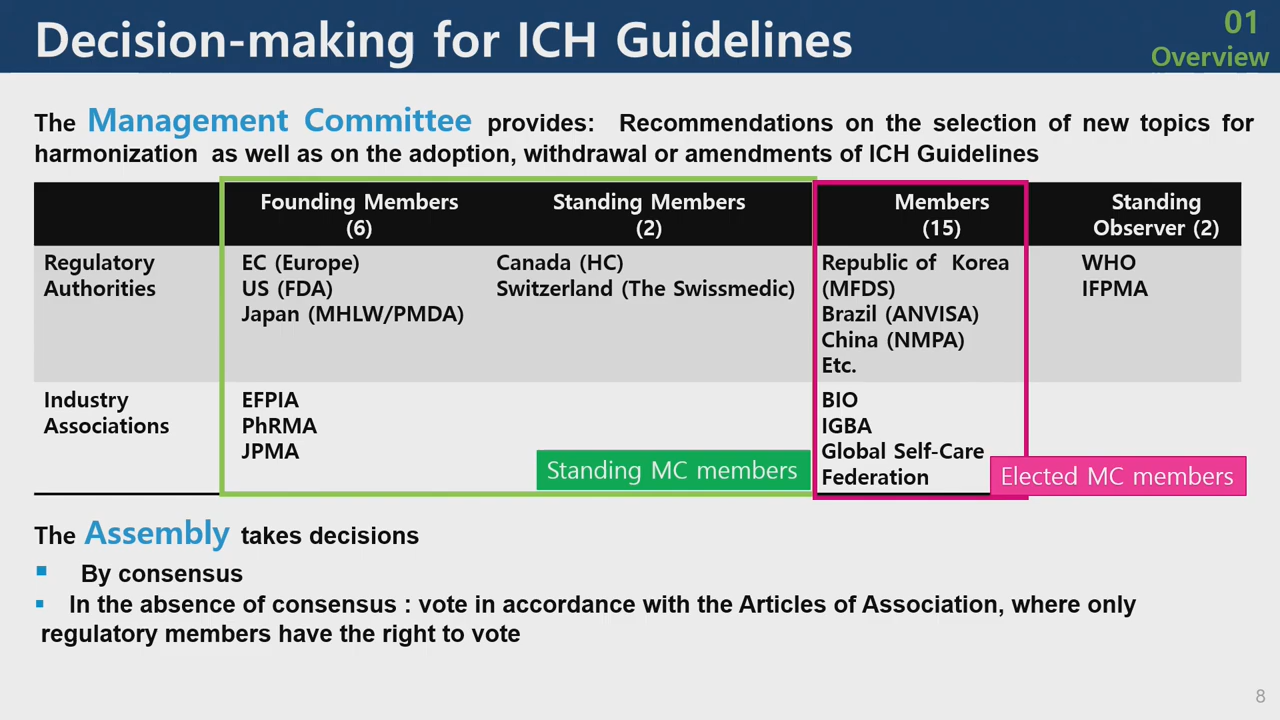 Decision-making for ICH Guidelines
01
Overview
The Management Committee provides: Recommendations on the selection of new topics for
harmonization as well as on the adoption, withdrawal or amendments of ICH Guidelines
Founding Members
(6)
Standing Members
(2)
Members
(15)
Standing
Observer (2)
Regulatory
Authorities
EC (Europe)
US (FDA)
Japan (MHLW/PMDA)
Canada (HC)
Switzerland (The Swissmedic)
Republic of Korea
(MFDS)
Brazil (ANVISA)
China (NMPA)
Etc.
WHO
IFPMA
Industry
Associations
EFPIA
PhRMA
JPMA
BIO
IGBA
Global Self-Care
Federation
Standing MC members
Elected MC members
The Assembly takes decisions
▪ By consensus
▪ In the absence of consensus : vote in accordance with the Articles of Association, where only
regulatory members have the right to vote
8